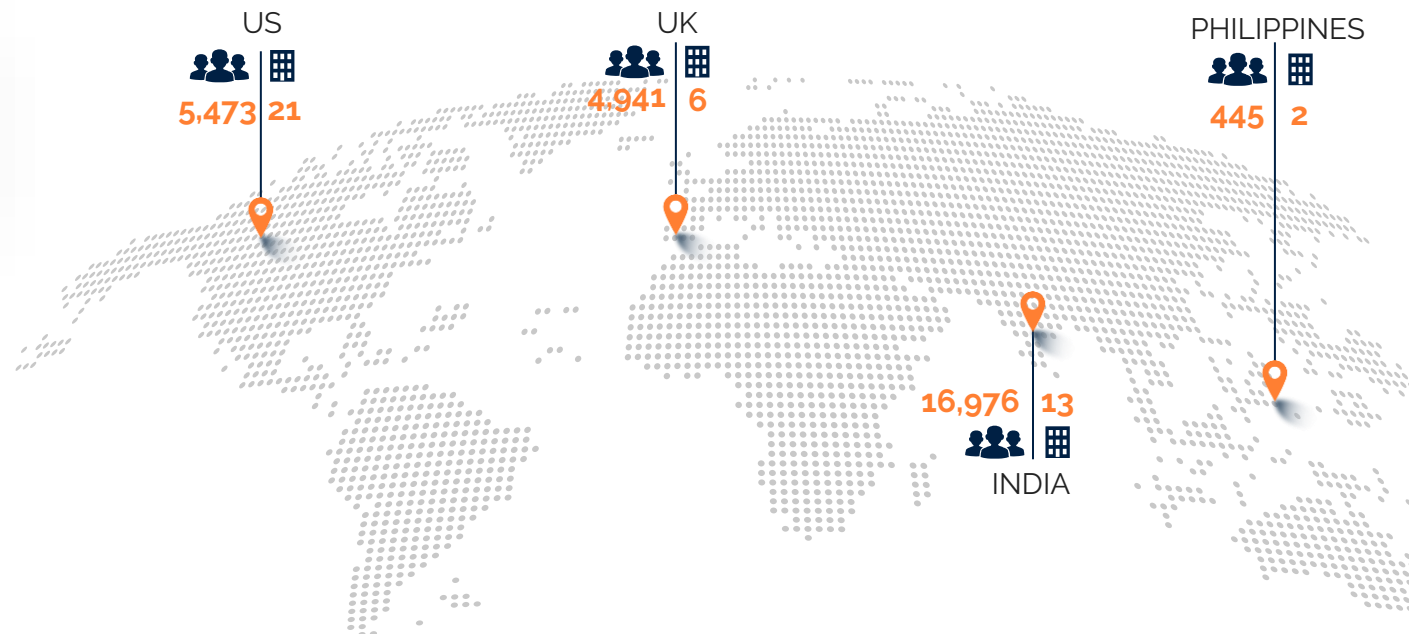 US
5,473 21
UK
4,941 6
PHILIPPINES
445 2
16,976 13
INDIA